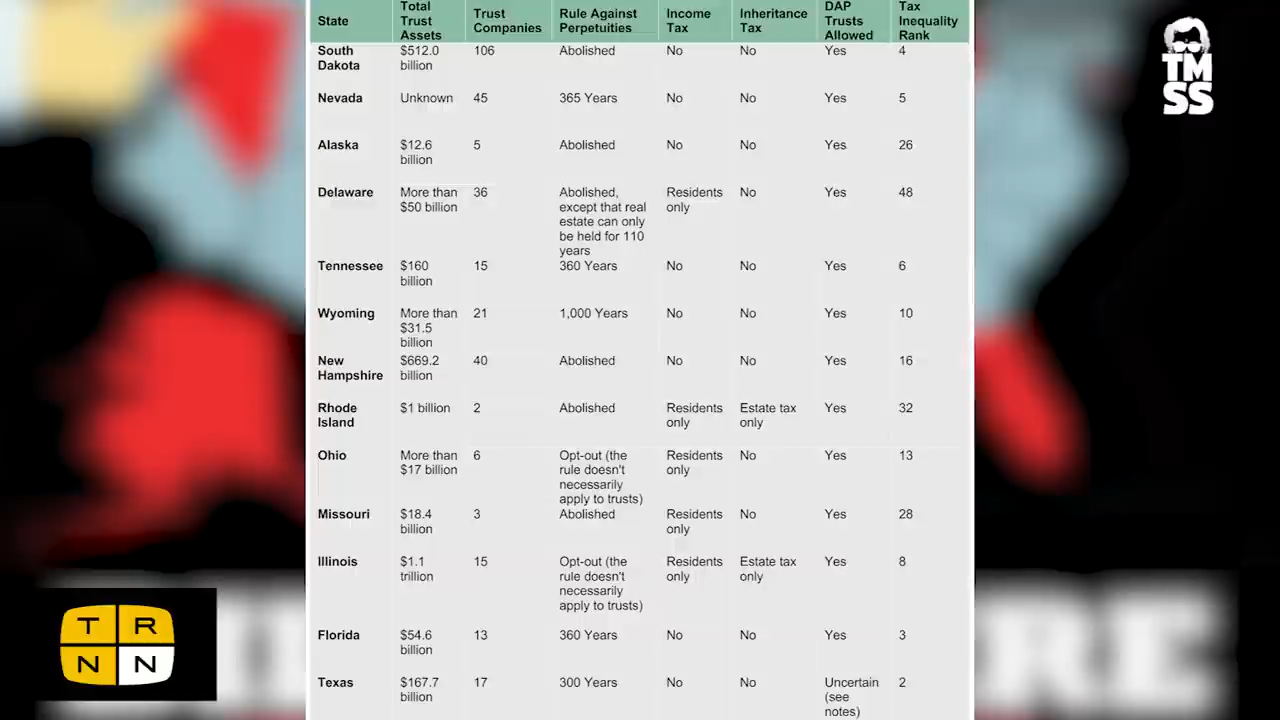 State Total Trust Assets Trust Companies Rule Against Perpetuities Income Tax Inheritance Tax DAP Trusts Allowed Tax Inequality Rank
South Dakota $512.0 billion 106 Abolished No No Yes 4
Nevada Unknown 45 365 Years No No Yes 5
Alaska $12.6 billion 5 Abolished No No Yes 26
Delaware More than $50 billion 36 Abolished, except that real estate can only be held for 110 years Residents only No Yes 48
Tennessee $160 billion 15 360 Years No No Yes 6
Wyoming More than $31.5 billion 21 1,000 Years No No Yes 10
New Hampshire $669.2 billion 40 Abolished No No Yes 16
Rhode Island $1 billion 2 Abolished Residents only Estate tax only Yes 32
Ohio More than $17 billion 6 Opt-out (the rule doesn't necessarily apply to trusts) Residents only No Yes 13
Missouri $18.4 billion 3 Abolished Residents only No Yes 28
Illinois $1.1 trillion 15 Opt-out (the rule doesn't necessarily apply to trusts) Residents only Estate tax only Yes 8
Florida $54.6 billion 13 360 Years No No Yes 3
Texas $167.7 billion 17 300 Years No No Uncertain (see notes) 2
TM
SS
TR
NN